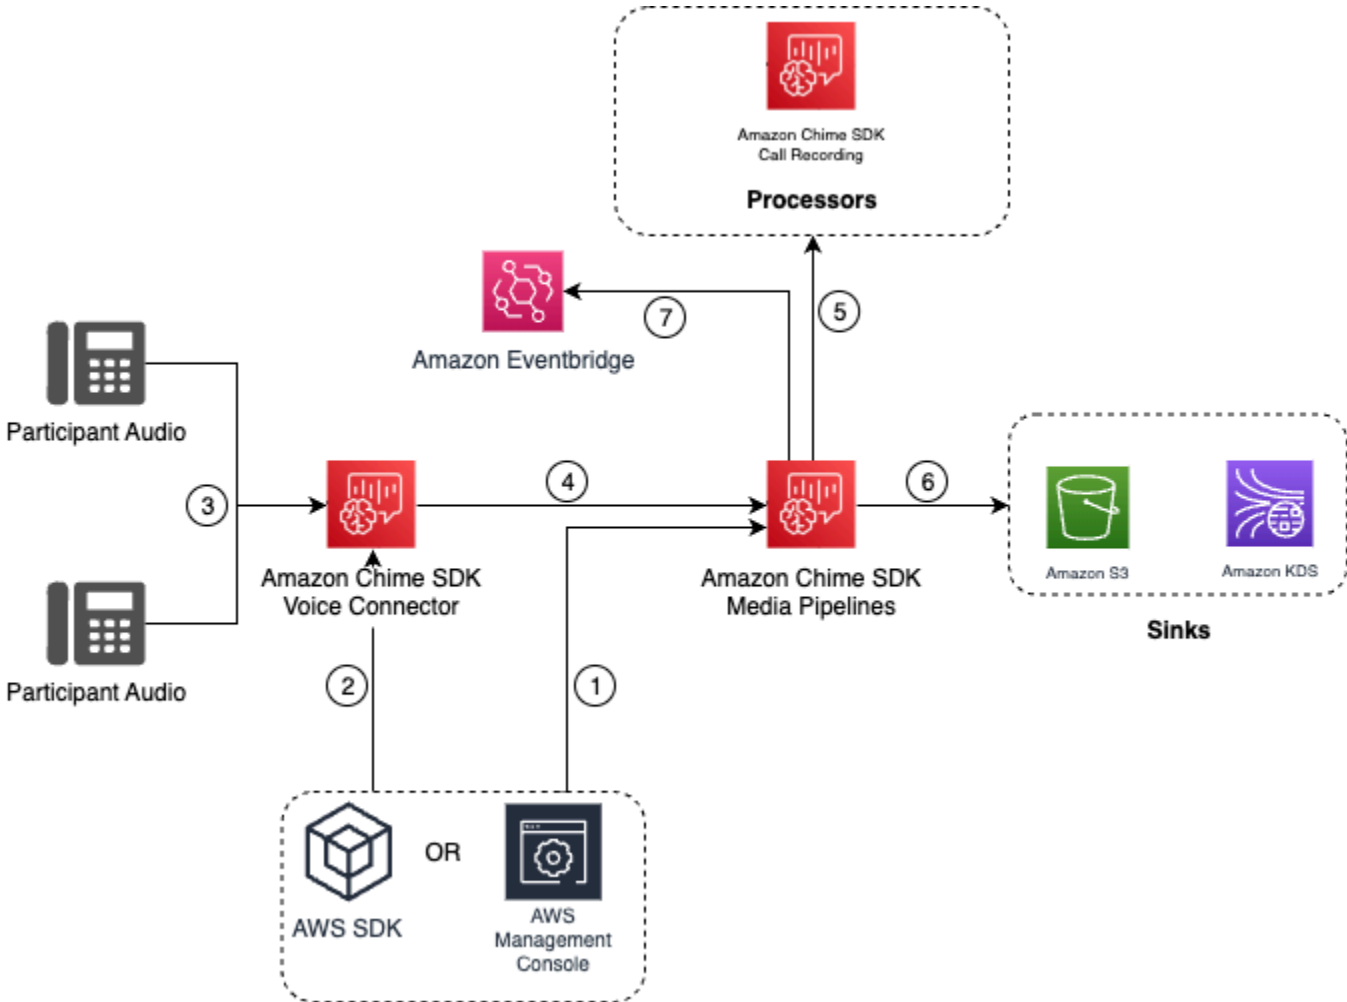 Amazon Chime SDK
Call Recording
Processors
7
5
Amazon Eventbridge
Participant Audio
3
4
6
Amazon S3
Amazon KDS
Amazon Chime SDK
Voice Connector
Amazon Chime SDK
Media Pipelines
Sinks
Participant Audio
2
1
OR
AWS SDK
AWS
Management
Console